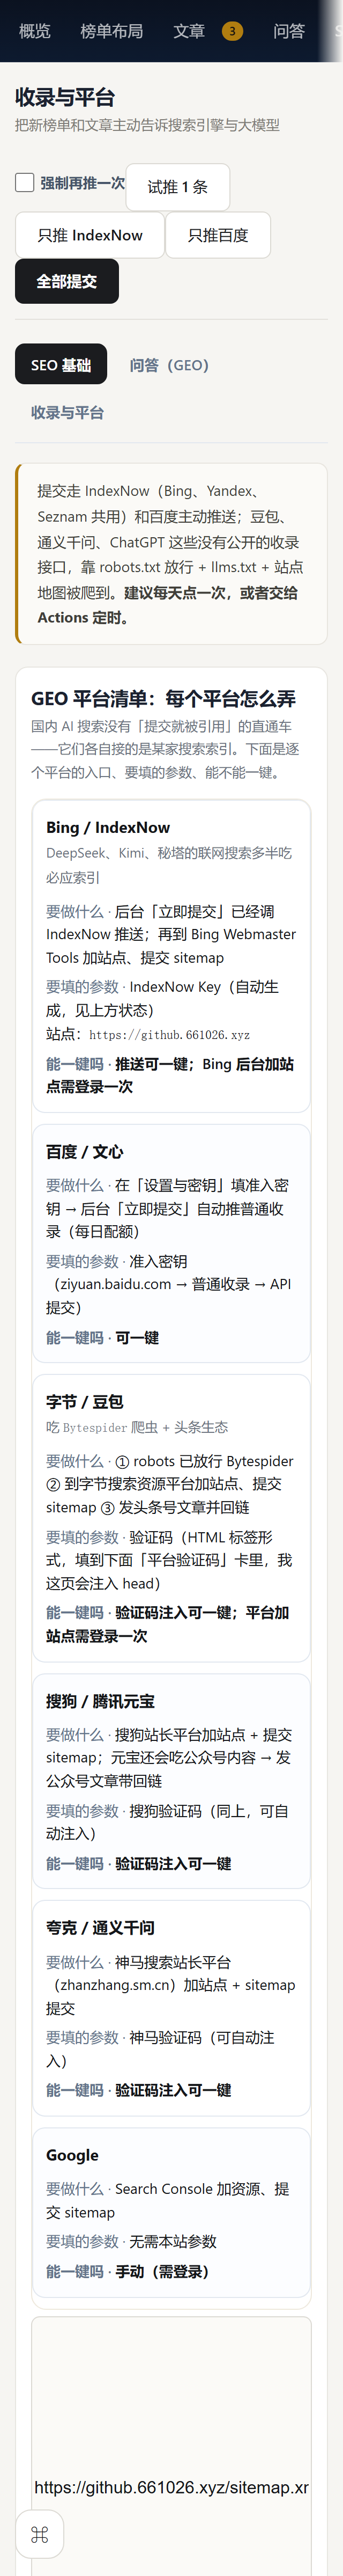 概览 榜单布局 文章 3 问答
收录与平台
把新榜单和文章主动告诉搜索引擎与大模型
强制再推一次 试推 1 条
只推 IndexNow 只推百度
全部提交
SEO 基础 问答（GEO）
收录与平台
提交走 IndexNow（Bing、Yandex、
Seznam 共用）和百度主动推送；豆包、
通义千问、ChatGPT 这些没有公开的收录
接口，靠 robots.txt 放行 + llms.txt + 站点
地图被爬到。建议每天点一次，或者交给
Actions 定时。
GEO 平台清单：每个平台怎么弄
国内 AI 搜索没有「提交就被引用」的直通车
——它们各自接的是某家搜索索引。下面是逐
个平台的入口、要填的参数、能不能一键。
Bing / IndexNow
DeepSeek、Kimi、秘塔的联网搜索多半吃
必应索引
要做什么 · 后台「立即提交」已经调
IndexNow 推送；再到 Bing Webmaster
Tools 加站点、提交 sitemap
要填的参数 · IndexNow Key（自动生
成，见上方状态）
站点：https://github.661026.xyz
能一键吗 · 推送可一键；Bing 后台加站
点需登录一次
百度 / 文心
要做什么 · 在「设置与密钥」填准入密
钥 → 后台「立即提交」自动推普通收
录（每日配额）
要填的参数 · 准入密钥
（ziyuan.baidu.com → 普通收录 → API
提交）
能一键吗 · 可一键
字节 / 豆包
吃 Bytespider 爬虫 + 头条生态
要做什么 · ① robots 已放行 Bytespider
② 到字节搜索资源平台加站点、提交
sitemap ③ 发头条号文章并回链
要填的参数 · 验证码（HTML 标签形
式，填到下面「平台验证码」卡里，我
这页会注入 head）
能一键吗 · 验证码注入可一键；平台加
站点需登录一次
搜狗 / 腾讯元宝
要做什么 · 搜狗站长平台加站点 + 提交
sitemap；元宝还会吃公众号内容 → 发
公众号文章带回链
要填的参数 · 搜狗验证码（同上，可自
动注入）
能一键吗 · 验证码注入可一键
夸克 / 通义千问
要做什么 · 神马搜索站长平台
（zhanzhang.sm.cn）加站点 + sitemap
提交
要填的参数 · 神马验证码（可自动注
入）
能一键吗 · 验证码注入可一键
Google
要做什么 · Search Console 加资源、提
交 sitemap
要填的参数 · 无需本站参数
能一键吗 · 手动（需登录）
https://github.661026.xyz/sitemap.xr
⌘